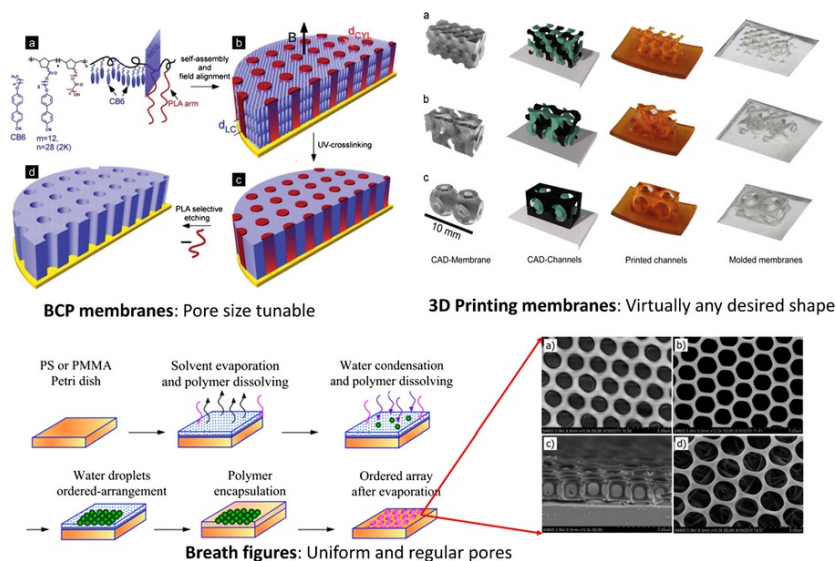 a
CB6
m=12,
n=28 (2K)
CB6
PLA arm
self-assembly
and
field alignment
b
B
d_CYL
d_LC
UV-crosslinking
d
PLA selective
etching
c
BCP membranes: Pore size tunable
a
b
c
10 mm
CAD-Membrane
CAD-Channels
Printed channels
Molded membranes
3D Printing membranes: Virtually any desired shape
PS or PMMA
Petri dish
Solvent evaporation
and polymer dissolving
Water condensation
and polymer dissolving
Water droplets
ordered-arrangement
Polymer
encapsulation
Ordered array
after evaporation
Breath figures: Uniform and regular pores
a)
b)
c)
d)